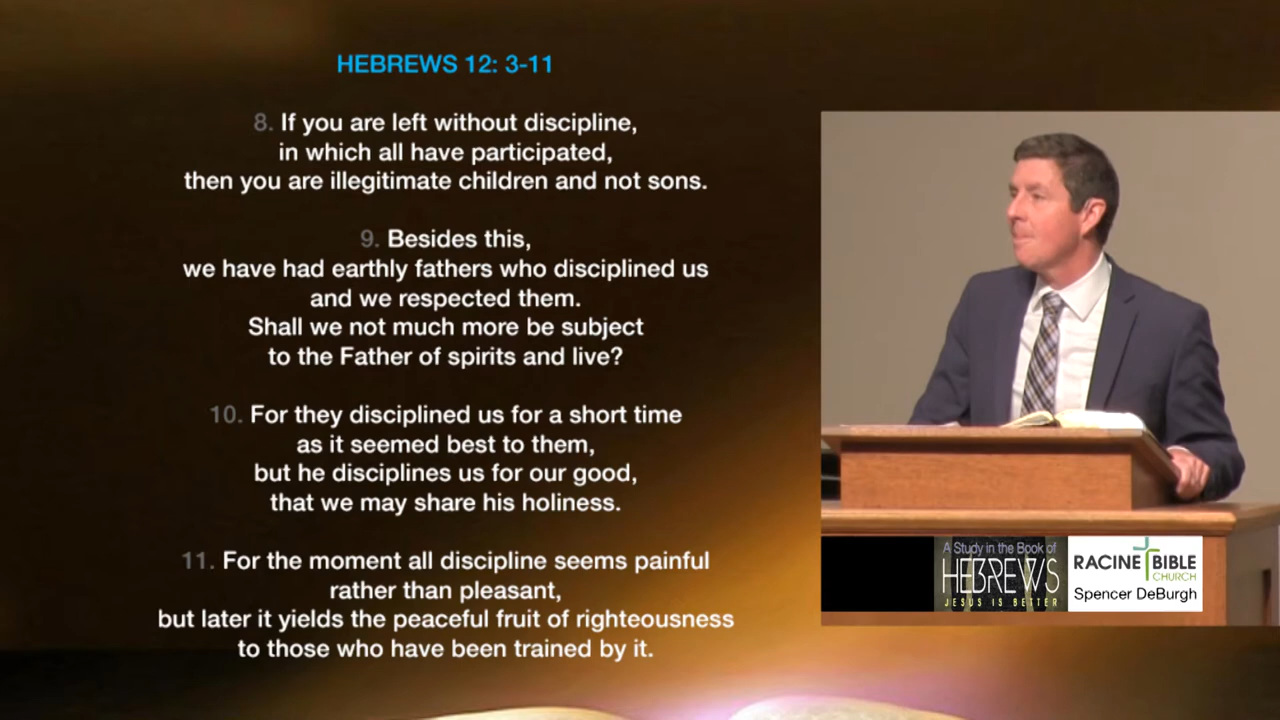 HEBREWS 12: 3-11
8. If you are left without discipline,
in which all have participated,
then you are illegitimate children and not sons.
9. Besides this,
we have had earthly fathers who disciplined us
and we respected them.
Shall we not much more be subject
to the Father of spirits and live?
10. For they disciplined us for a short time
as it seemed best to them,
but he disciplines us for our good,
that we may share his holiness.
11. For the moment all discipline seems painful
rather than pleasant,
but later it yields the peaceful fruit of righteousness
to those who have been trained by it.
A Study in the Book of
HEBREWS
JESUS IS BETTER
RACINE BIBLE
CHURCH
Spencer DeBurgh